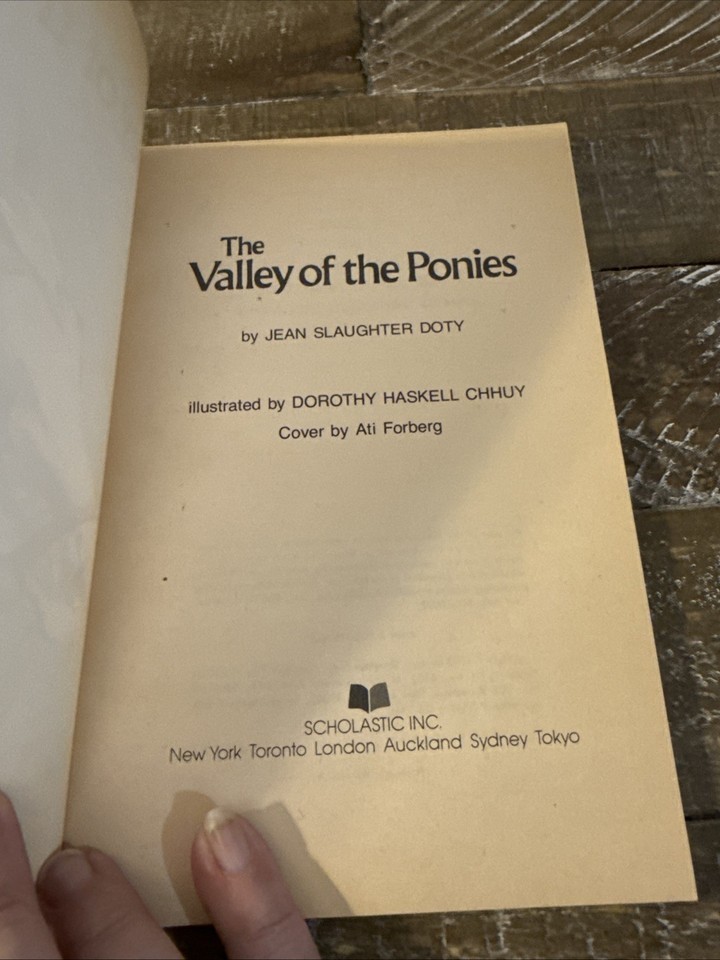 The
Valley of the Ponies
by JEAN SLAUGHTER DOTY
illustrated by DOROTHY HASKELL CHHUY
Cover by Ati Forberg
SCHOLASTIC INC.
New York Toronto London Auckland Sydney Tokyo